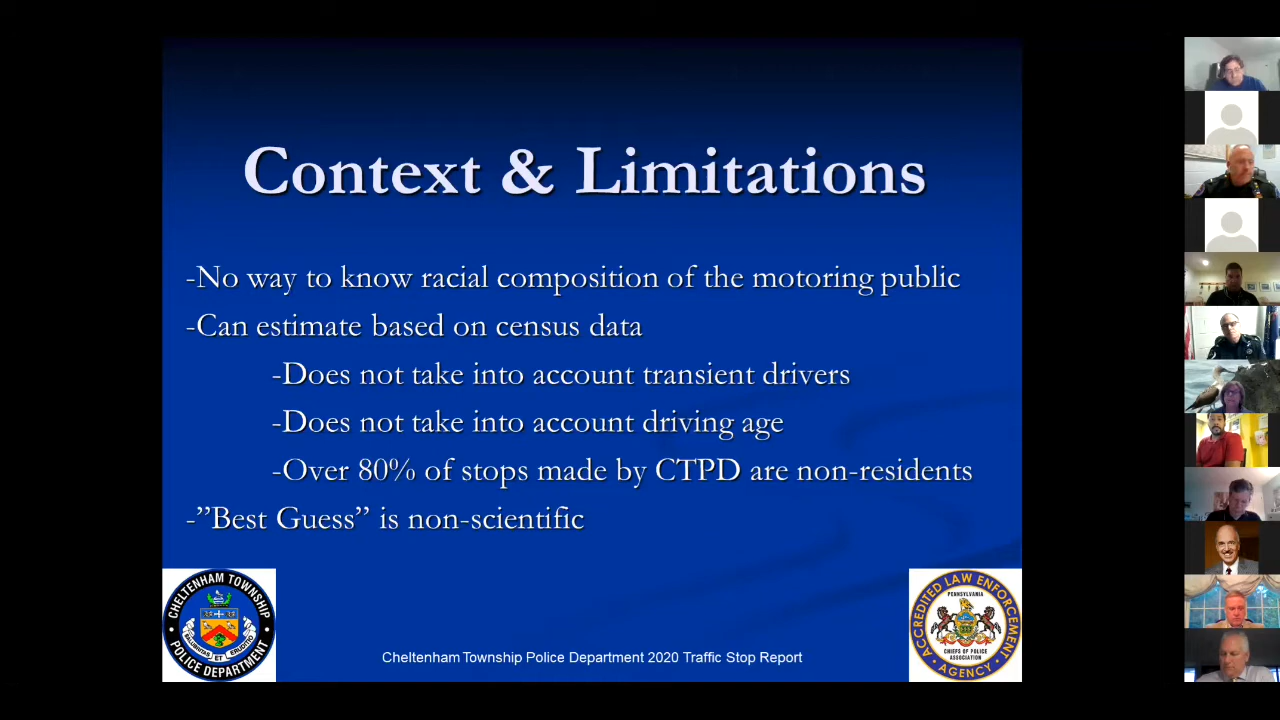 Context & Limitations
-No way to know racial composition of the motoring public
-Can estimate based on census data
-Does not take into account transient drivers
-Does not take into account driving age
-Over 80% of stops made by CTPD are non-residents
-”Best Guess” is non-scientific
CHELTENHAM TOWNSHIP
POLICE DEPARTMENT
Cheltenham Township Police Department 2020 Traffic Stop Report
ACCREDITED LAW ENFORCEMENT
PENNSYLVANIA
CHIEFS OF POLICE
ASSOCIATION
AGENCY